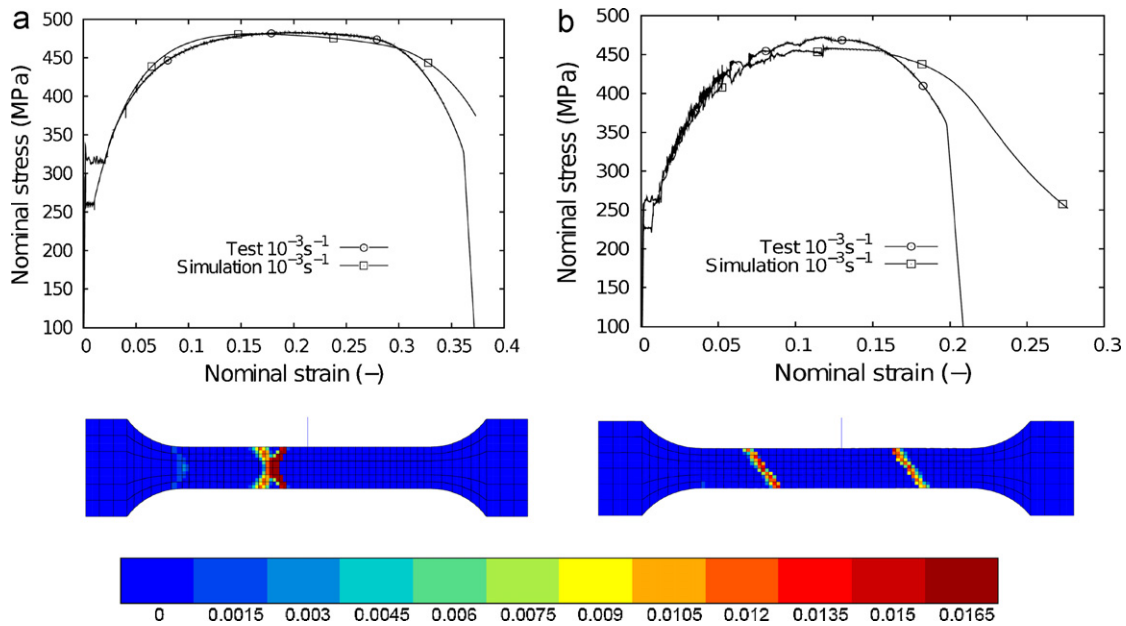 a
500
450
400
350
300
250
200
150
100
Nominal stress (MPa)
Test 10⁻³s⁻¹
Simulation 10⁻³s⁻¹
0 0.05 0.1 0.15 0.2 0.25 0.3 0.35 0.4
Nominal strain (–)
b
500
450
400
350
300
250
200
150
100
Nominal stress (MPa)
Test 10⁻³s⁻¹
Simulation 10⁻³s⁻¹
0 0.05 0.1 0.15 0.2 0.25 0.3
Nominal strain (–)
0 0.0015 0.003 0.0045 0.006 0.0075 0.009 0.0105 0.012 0.0135 0.015 0.0165